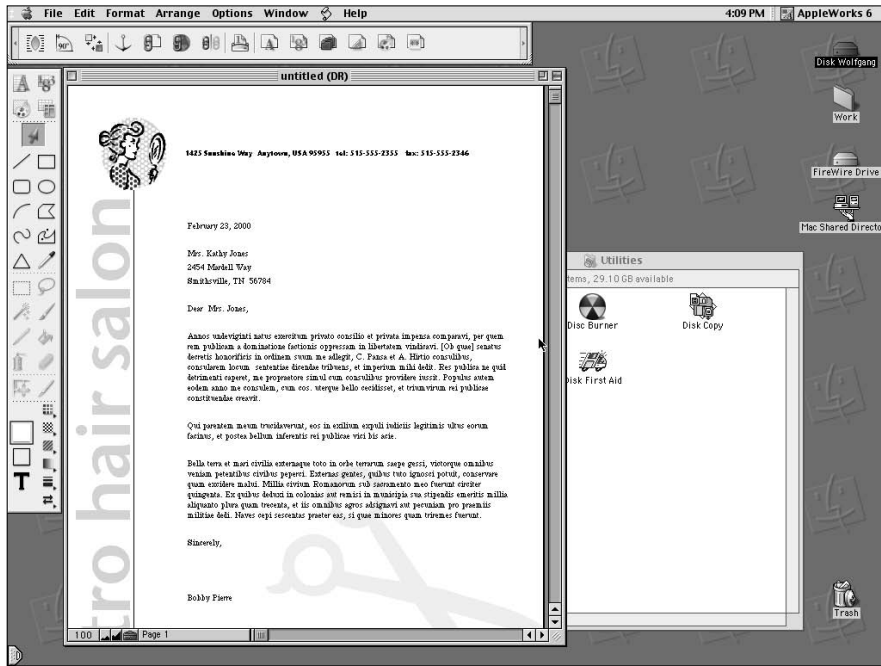 File Edit Format Arrange Options Window Help 4:09 PM AppleWorks 6
90°
untitled (DR)
Disk Wolfgang
Work
FireWire Drive
Mac Shared Directo
1425 Sunshine Way Anytown, USA 95955 tel: 515-555-2355 fax: 515-555-2346
tro hair salon
February 23, 2000
Mrs. Kathy Jones
2454 Mardell Way
Smithsville, TN 56784
Dear Mrs. Jones,
Annos undeviginti natus exercitum privato consilio et privata impensa comparavi, per quem
rem publicam a dominatione factionis oppressam in libertatem vindicavi. [Ob quae] senatus
decretis honorificis in ordinem suum me adlegit, C. Pansa et A. Hirtio consulibus,
consularem locum sententiae dicendae tribuens, et imperium mihi dedit. Res publica ne quid
detrimenti caperet, me propraetore simul cum consulibus providere iussit. Populus autem
eodem anno me consulem, cum cos. uterque bello cecidisset, et triumvirum rei publicae
constituendae creavit.
Qui parentem meum trucidaverunt, eos in exilium expuli iudiciis legitimis ultus eorum
facinus, et postea bellum inferentis rei publicae vici bis acie.
Bella terra et mari civilia externaque toto in orbe terrarum saepe gessi, victorque omnibus
veniam petentibus civibus peperci. Externas gentes, quibus tuto ignosci potuit, conservare
quam excidere malui. Millia civium Romanorum sub sacramento meo fuerunt circiter
quingenta. Ex quibus deduxi in colonias aut remisi in municipia sua stipendis emeritis millia
aliquanto plura quam trecenta, et iis omnibus agros adsignavi aut pecuniam pro praemiis
militiae dedi. Naves cepi sescentas praeter eas, si quae minores quam triremes fuerunt.
Sincerely,
Bobby Pierre
100 Page 1
Utilities
tems, 29.10 GB available
Disc Burner
Disk Copy
Disk First Aid
Trash
T